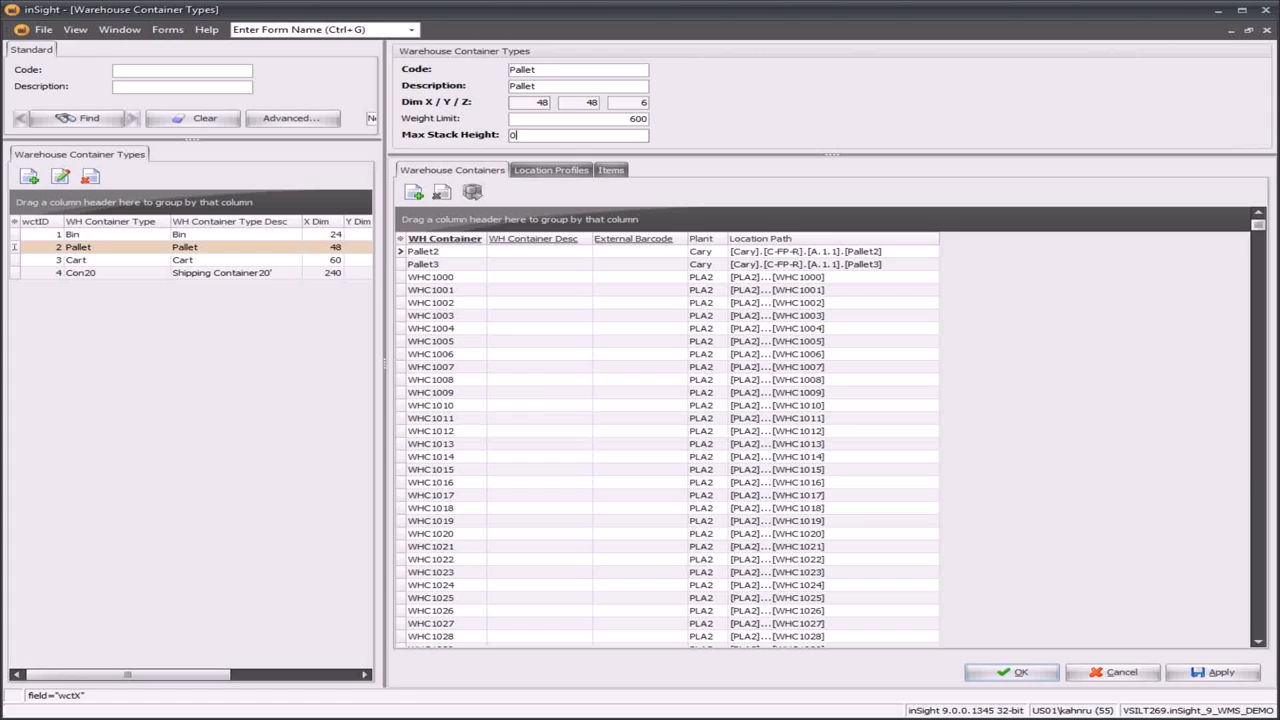 inSight - [Warehouse Container Types]
File View Window Forms Help Enter Form Name (Ctrl+G)
Standard
Code:
Description:
Find Clear Advanced...
Warehouse Container Types
Drag a column header here to group by that column
wctID WH Container Type WH Container Type Desc X Dim Y Dim
1 Bin Bin 24
2 Pallet Pallet 48
3 Cart Cart 60
4 Con20 Shipping Container20' 240
Warehouse Container Types
Code: Pallet
Description: Pallet
Dim X / Y / Z: 48 48 6
Weight Limit: 600
Max Stack Height: 0
Warehouse Containers Location Profiles Items
Drag a column header here to group by that column
WH Container WH Container Desc External Barcode Plant Location Path
Pallet2 Cary [Cary].[C-FP-R].[A.1.1].[Pallet2]
Pallet3 Cary [Cary].[C-FP-R].[A.1.1].[Pallet3]
WHC1000 PLA2 [PLA2]...[WHC1000]
WHC1001 PLA2 [PLA2]...[WHC1001]
WHC1002 PLA2 [PLA2]...[WHC1002]
WHC1003 PLA2 [PLA2]...[WHC1003]
WHC1004 PLA2 [PLA2]...[WHC1004]
WHC1005 PLA2 [PLA2]...[WHC1005]
WHC1006 PLA2 [PLA2]...[WHC1006]
WHC1007 PLA2 [PLA2]...[WHC1007]
WHC1008 PLA2 [PLA2]...[WHC1008]
WHC1009 PLA2 [PLA2]...[WHC1009]
WHC1010 PLA2 [PLA2]...[WHC1010]
WHC1011 PLA2 [PLA2]...[WHC1011]
WHC1012 PLA2 [PLA2]...[WHC1012]
WHC1013 PLA2 [PLA2]...[WHC1013]
WHC1014 PLA2 [PLA2]...[WHC1014]
WHC1015 PLA2 [PLA2]...[WHC1015]
WHC1016 PLA2 [PLA2]...[WHC1016]
WHC1017 PLA2 [PLA2]...[WHC1017]
WHC1018 PLA2 [PLA2]...[WHC1018]
WHC1019 PLA2 [PLA2]...[WHC1019]
WHC1020 PLA2 [PLA2]...[WHC1020]
WHC1021 PLA2 [PLA2]...[WHC1021]
WHC1022 PLA2 [PLA2]...[WHC1022]
WHC1023 PLA2 [PLA2]...[WHC1023]
WHC1024 PLA2 [PLA2]...[WHC1024]
WHC1025 PLA2 [PLA2]...[WHC1025]
WHC1026 PLA2 [PLA2]...[WHC1026]
WHC1027 PLA2 [PLA2]...[WHC1027]
WHC1028 PLA2 [PLA2]...[WHC1028]
OK Cancel Apply
field="wctX"
inSight 9.0.0.1345 32-bit US01\kahnru (55) VSILT269.inSight_9_WMS_DEMO